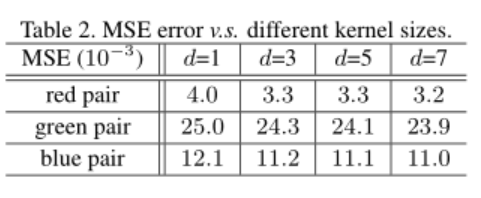 Table 2. MSE error v.s. different kernel sizes.
MSE (10⁻³) d=1 d=3 d=5 d=7
red pair 4.0 3.3 3.3 3.2
green pair 25.0 24.3 24.1 23.9
blue pair 12.1 11.2 11.1 11.0